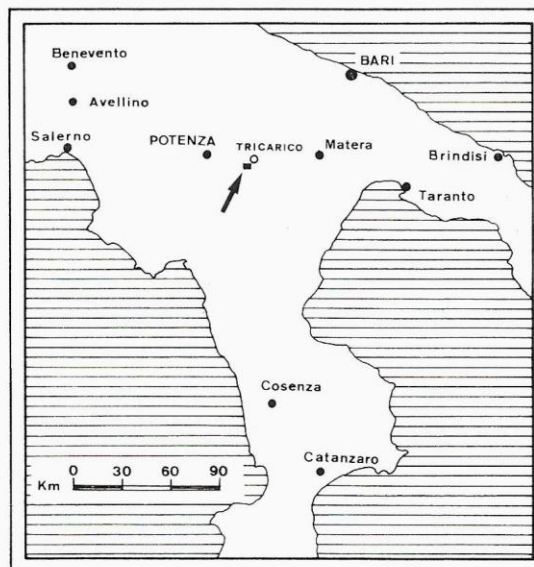 Benevento
BARI
Avellino
Salerno
POTENZA
TRICARICO
Matera
Brindisi
Taranto
Cosenza
Catanzaro
0 30 60 90
Km